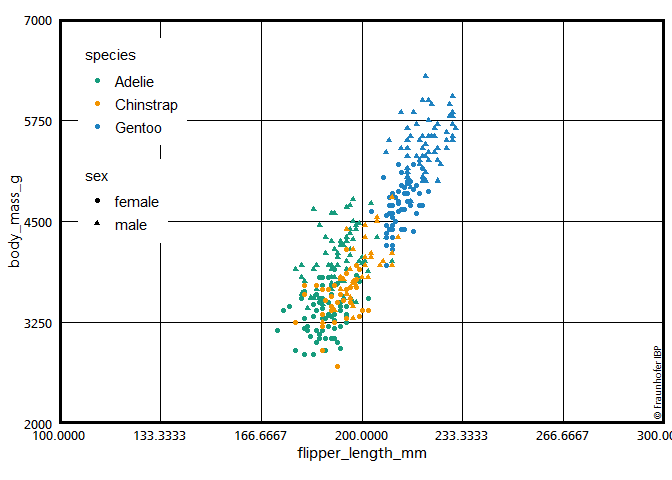 7000
species
Adelie
Chinstrap
Gentoo
5750
sex
female
male
body_mass_g
4500
3250
© Fraunhofer IBP
2000
100.0000 133.3333 166.6667 200.0000 233.3333 266.6667 300.00
flipper_length_mm